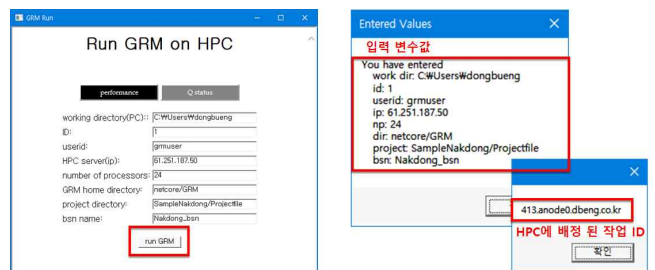 GRM Run
Run GRM on HPC
performance
Q status
working directory(PC):: C:₩Users₩dongbueng
ID: 1
userid: grmuser
HPC server(ip): 61.251.187.50
number of processors: 24
GRM home directory: netcore/GRM
project directory: SampleNakdong/Projectfile
bsn name: Nakdong_bsn
run GRM
Entered Values
입력 변수값
You have entered
work dir: C:₩Users₩dongbueng
id: 1
userid: grmuser
ip: 61.251.187.50
np: 24
dir: netcore/GRM
project: SampleNakdong/Projectfile
bsn: Nakdong_bsn
413.anode0.dbeng.co.kr
HPC에 배정 된 작업 ID
확인